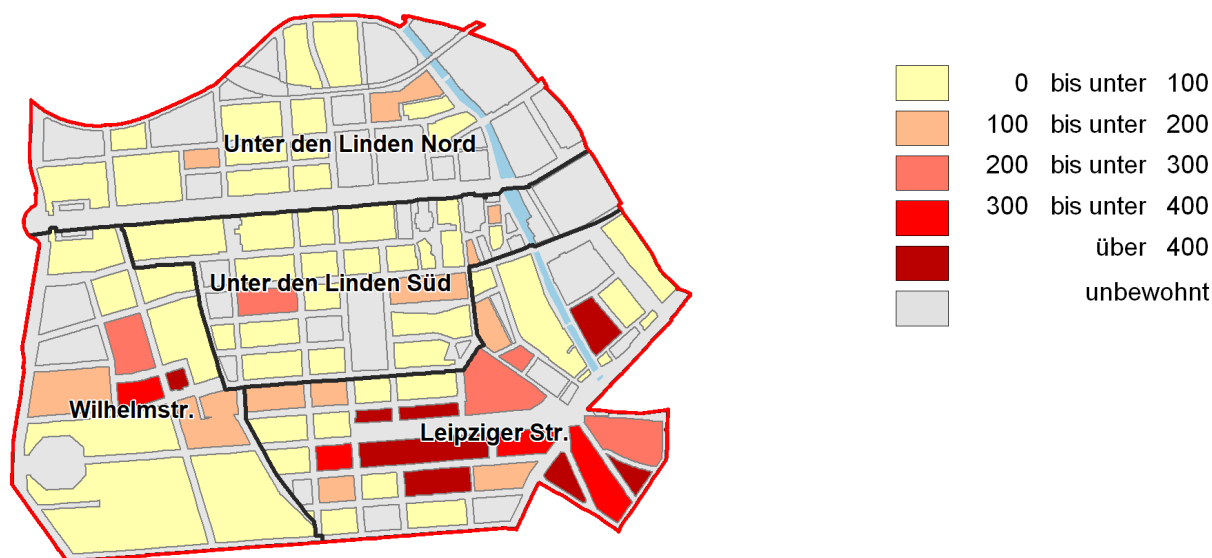 Unter den Linden Nord
Unter den Linden Süd
Wilhelmstr.
Leipziger Str.
0 bis unter 100
100 bis unter 200
200 bis unter 300
300 bis unter 400
über 400
unbewohnt